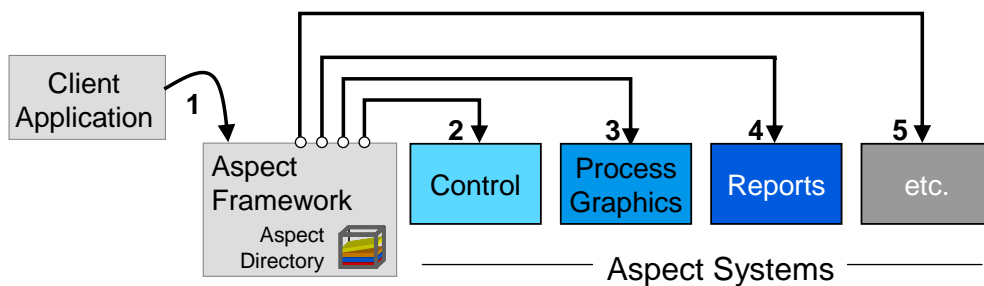 Client
Application
1
Aspect
Framework
Aspect
Directory
2
Control
3
Process
Graphics
4
Reports
5
etc.
Aspect Systems